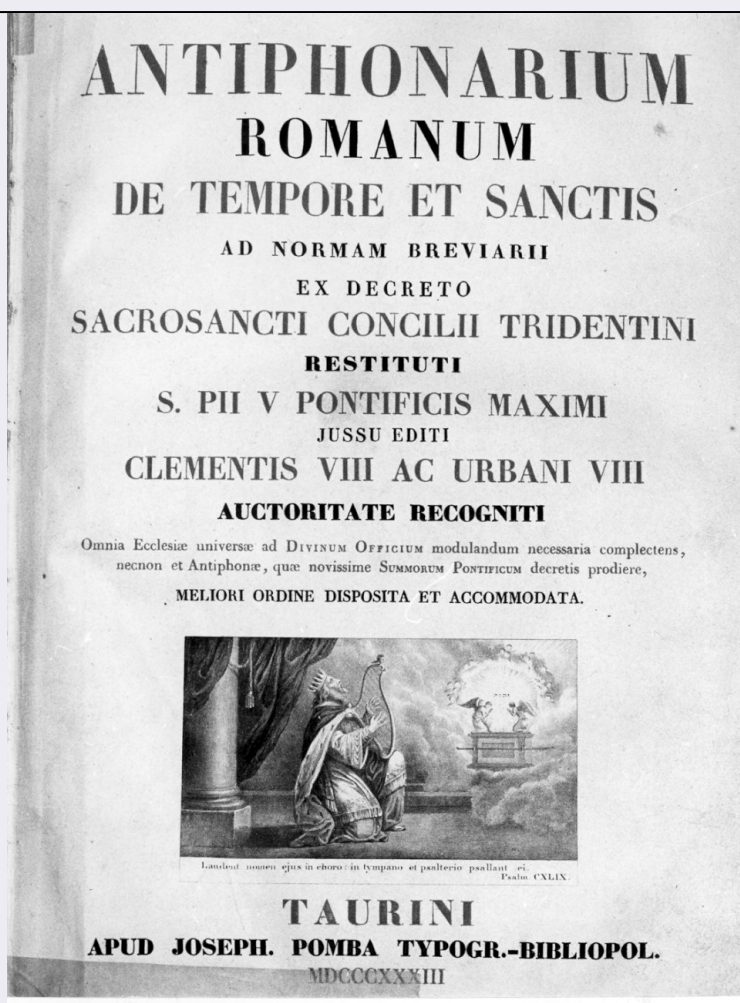 ANTIPHONARIUM
ROMANUM
DE TEMPORE ET SANCTIS
AD NORMAM BREVIARII
EX DECRETO
SACROSANCTI CONCILII TRIDENTINI
RESTITUTI
S. PII V PONTIFICIS MAXIMI
JUSSU EDITI
CLEMENTIS VIII AC URBANI VIII
AUCTORITATE RECOGNITI
Omnia Ecclesiæ universæ ad DIVINUM OFFICIUM modulandum necessaria complectens,
necnon et Antiphonæ, quæ novissime SUMMORUM PONTIFICUM decretis prodiere,
MELIORI ORDINE DISPOSITA ET ACCOMMODATA.
Laudent nomen ejus in choro: in tympano et psalterio psallant ei.
Psalm. CXLIX.
TAURINI
APUD JOSEPH. POMBA TYPOGR.-BIBLIOPOL.
MDCCCXXXIII